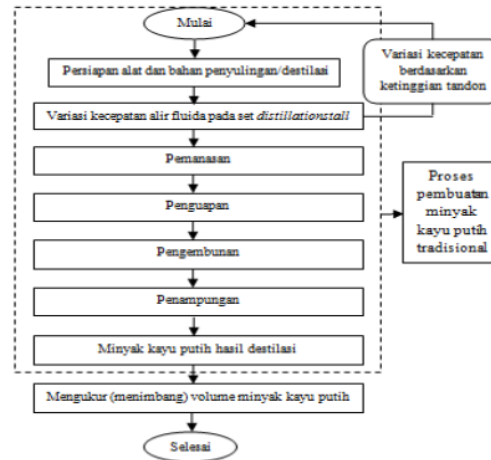 Mulai
Persiapan alat dan bahan penyulingan/destilasi
Variasi kecepatan alir fluida pada set distillationstall
Pemanasan
Penguapan
Pengembunan
Penampungan
Minyak kayu putih hasil destilasi
Mengukur (menimbang) volume minyak kayu putih
Selesai
Variasi kecepatan
berdasarkan
ketinggian tandon
Proses
pembuatan
minyak
kayu putih
tradisional